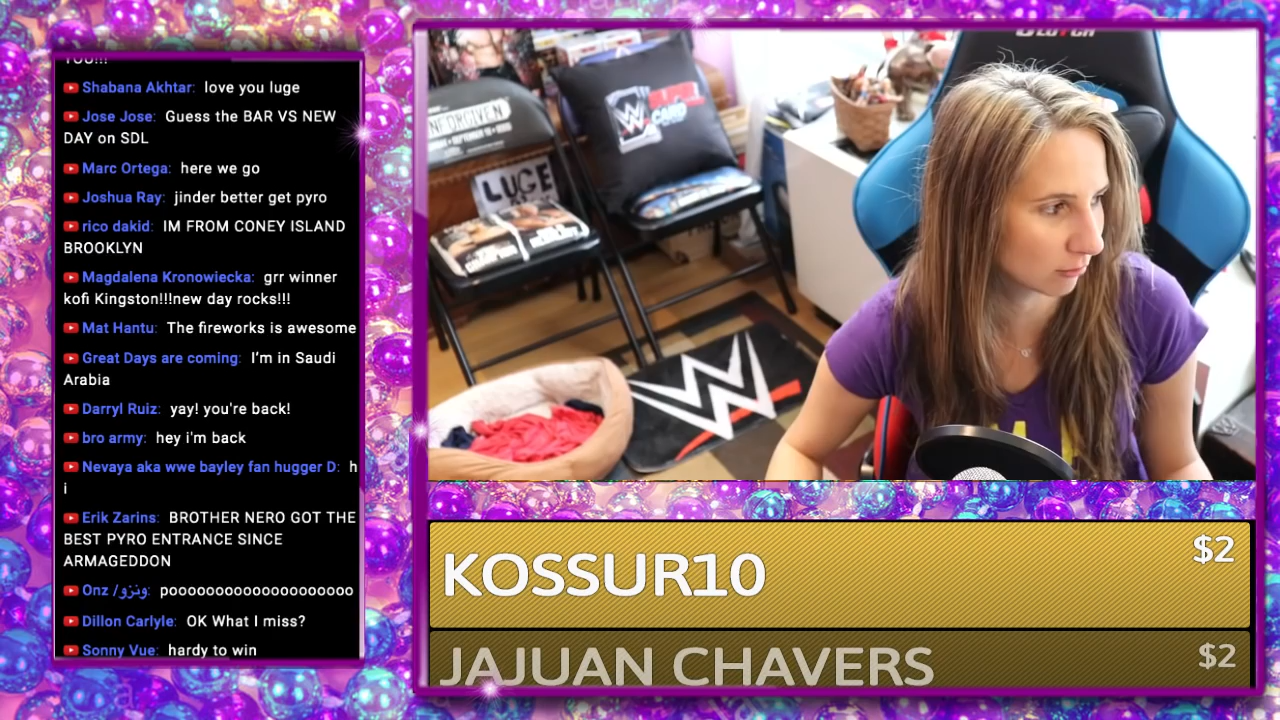 YOU!!!
Shabana Akhtar: love you luge
Jose Jose: Guess the BAR VS NEW
DAY on SDL
Marc Ortega: here we go
Joshua Ray: jinder better get pyro
rico dakid: IM FROM CONEY ISLAND
BROOKLYN
Magdalena Kronowiecka: grr winner
kofi Kingston!!!new day rocks!!!
Mat Hantu: The fireworks is awesome
Great Days are coming: I'm in Saudi
Arabia
Darryl Ruiz: yay! you're back!
bro army: hey i'm back
Nevaya aka wwe bayley fan hugger D: h
i
Erik Zarins: BROTHER NERO GOT THE
BEST PYRO ENTRANCE SINCE
ARMAGEDDON
Onz /ونزو: poooooooooooooooooooo
Dillon Carlyle: OK What I miss?
Sonny Vue: hardy to win
NFORGIVEN
LUGE
W
CLUTCH
KOSSUR10
$2
JAJUAN CHAVERS
$2